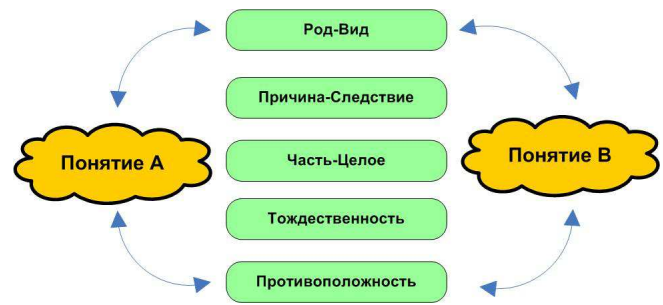 Род-Вид
Причина-Следствие
Понятие А
Часть-Целое
Понятие В
Тождественность
Противоположность